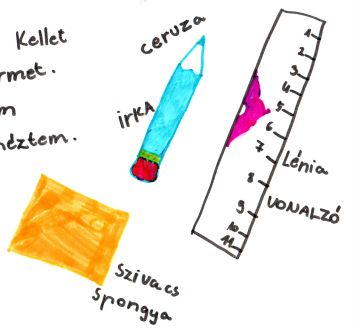 Kellet
rmet.
m
néztem.
ceruza
irkA
1
2
3
4
5
6
7
8
9
10
11
Lénia
VONALZÓ
Szivacs
Spongya